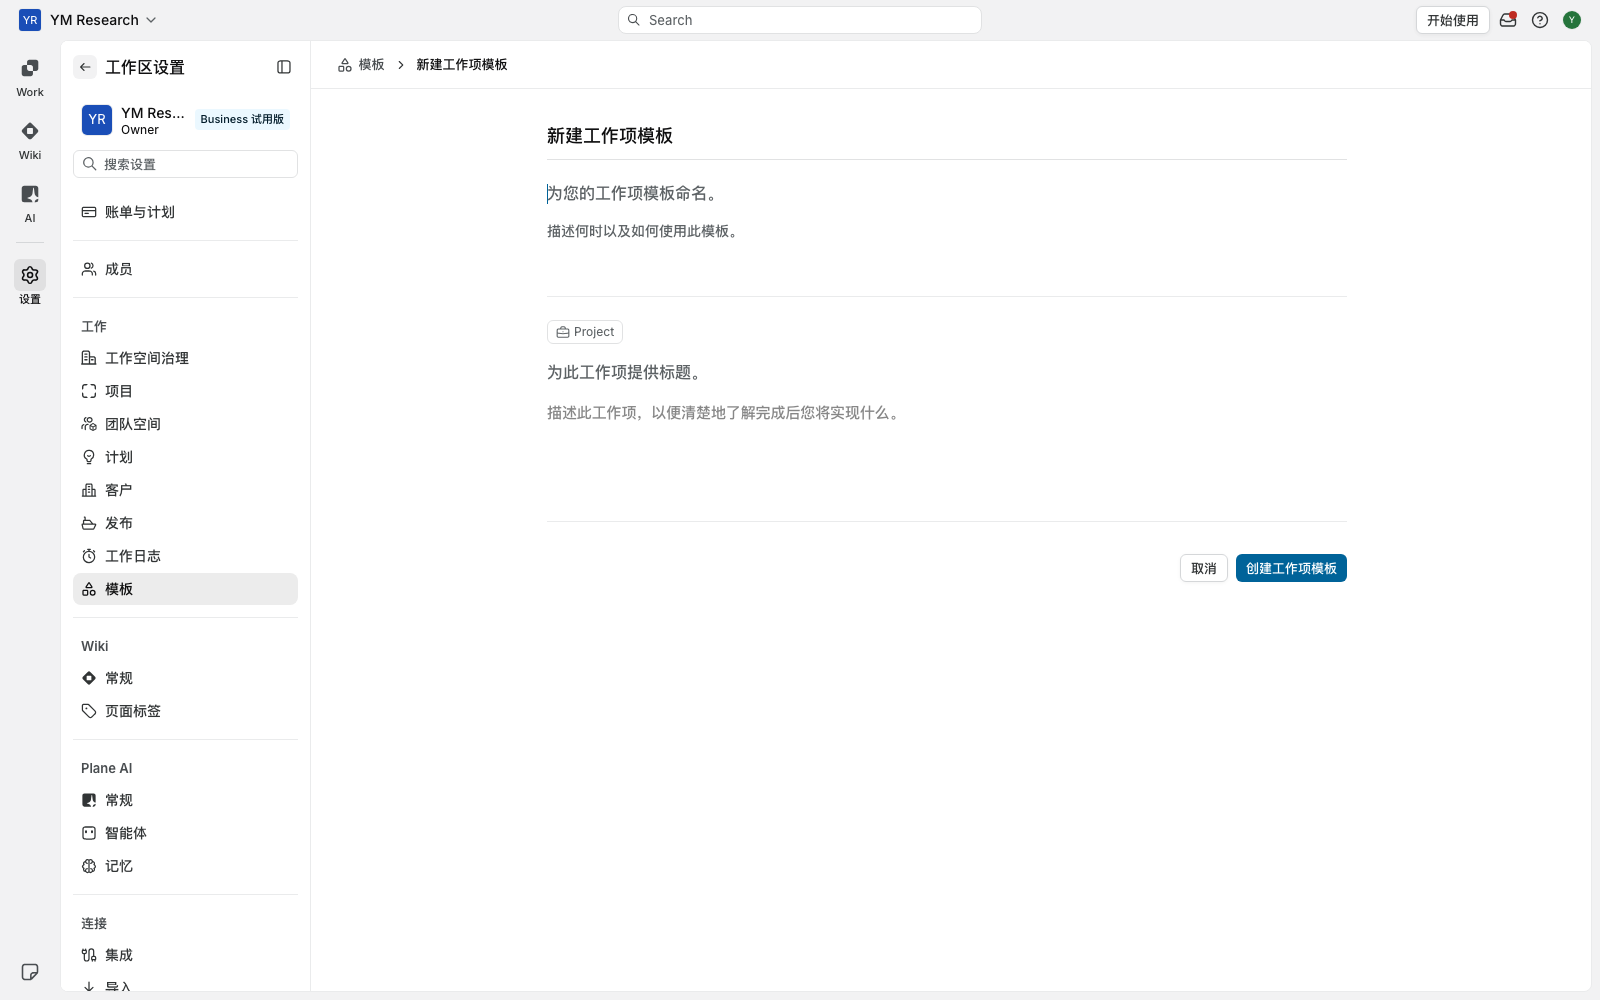 YR YM Research
Search
开始使用
Y
Work
Wiki
AI
设置
工作区设置
YR
YM Res...
Owner
Business 试用版
搜索设置
账单与计划
成员
工作
工作空间治理
项目
团队空间
计划
客户
发布
工作日志
模板
Wiki
常规
页面标签
Plane AI
常规
智能体
记忆
连接
集成
导入
模板 > 新建工作项模板
新建工作项模板
为您的工作项模板命名。
描述何时以及如何使用此模板。
Project
为此工作项提供标题。
描述此工作项，以便清楚地了解完成后您将实现什么。
取消
创建工作项模板